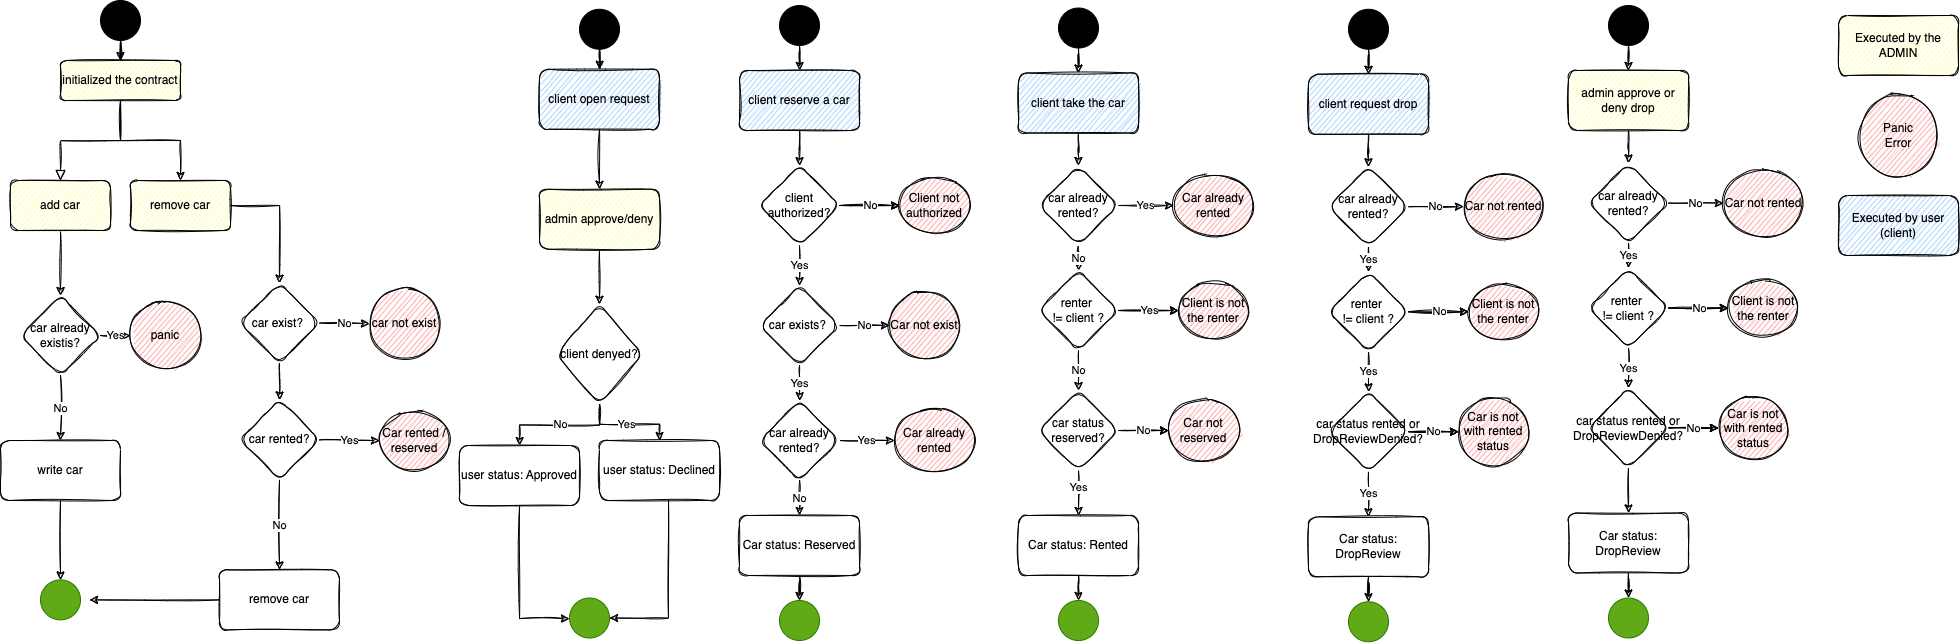 initialized the contract
add car
remove car
car already
existis?
Yes
panic
No
write car
car exist?
No
car not exist
car rented?
Yes
Car rented /
reserved
No
remove car
client open request
admin approve/deny
client denyed?
No
Yes
user status: Approved
user status: Declined
client reserve a car
client
authorized?
No
Client not
authorized
Yes
car exists?
No
Car not exist
Yes
car already
rented?
Yes
Car already
rented
No
Car status: Reserved
client take the car
car already
rented?
Yes
Car already
rented
No
renter
!= client ?
Yes
Client is not
the renter
No
car status
reserved?
No
Car not
reserved
Yes
Car status: Rented
client request drop
car already
rented?
No
Car not rented
Yes
renter
!= client ?
No
Client is not
the renter
Yes
car status rented or
DropReviewDenied?
No
Car is not
with rented
status
Yes
Car status:
DropReview
admin approve or
deny drop
car already
rented?
No
Car not rented
Yes
renter
!= client ?
No
Client is not
the renter
Yes
car status rented or
DropReviewDenied?
No
Car is not
with rented
status
Car status:
DropReview
Executed by the
ADMIN
Panic
Error
Executed by user
(client)